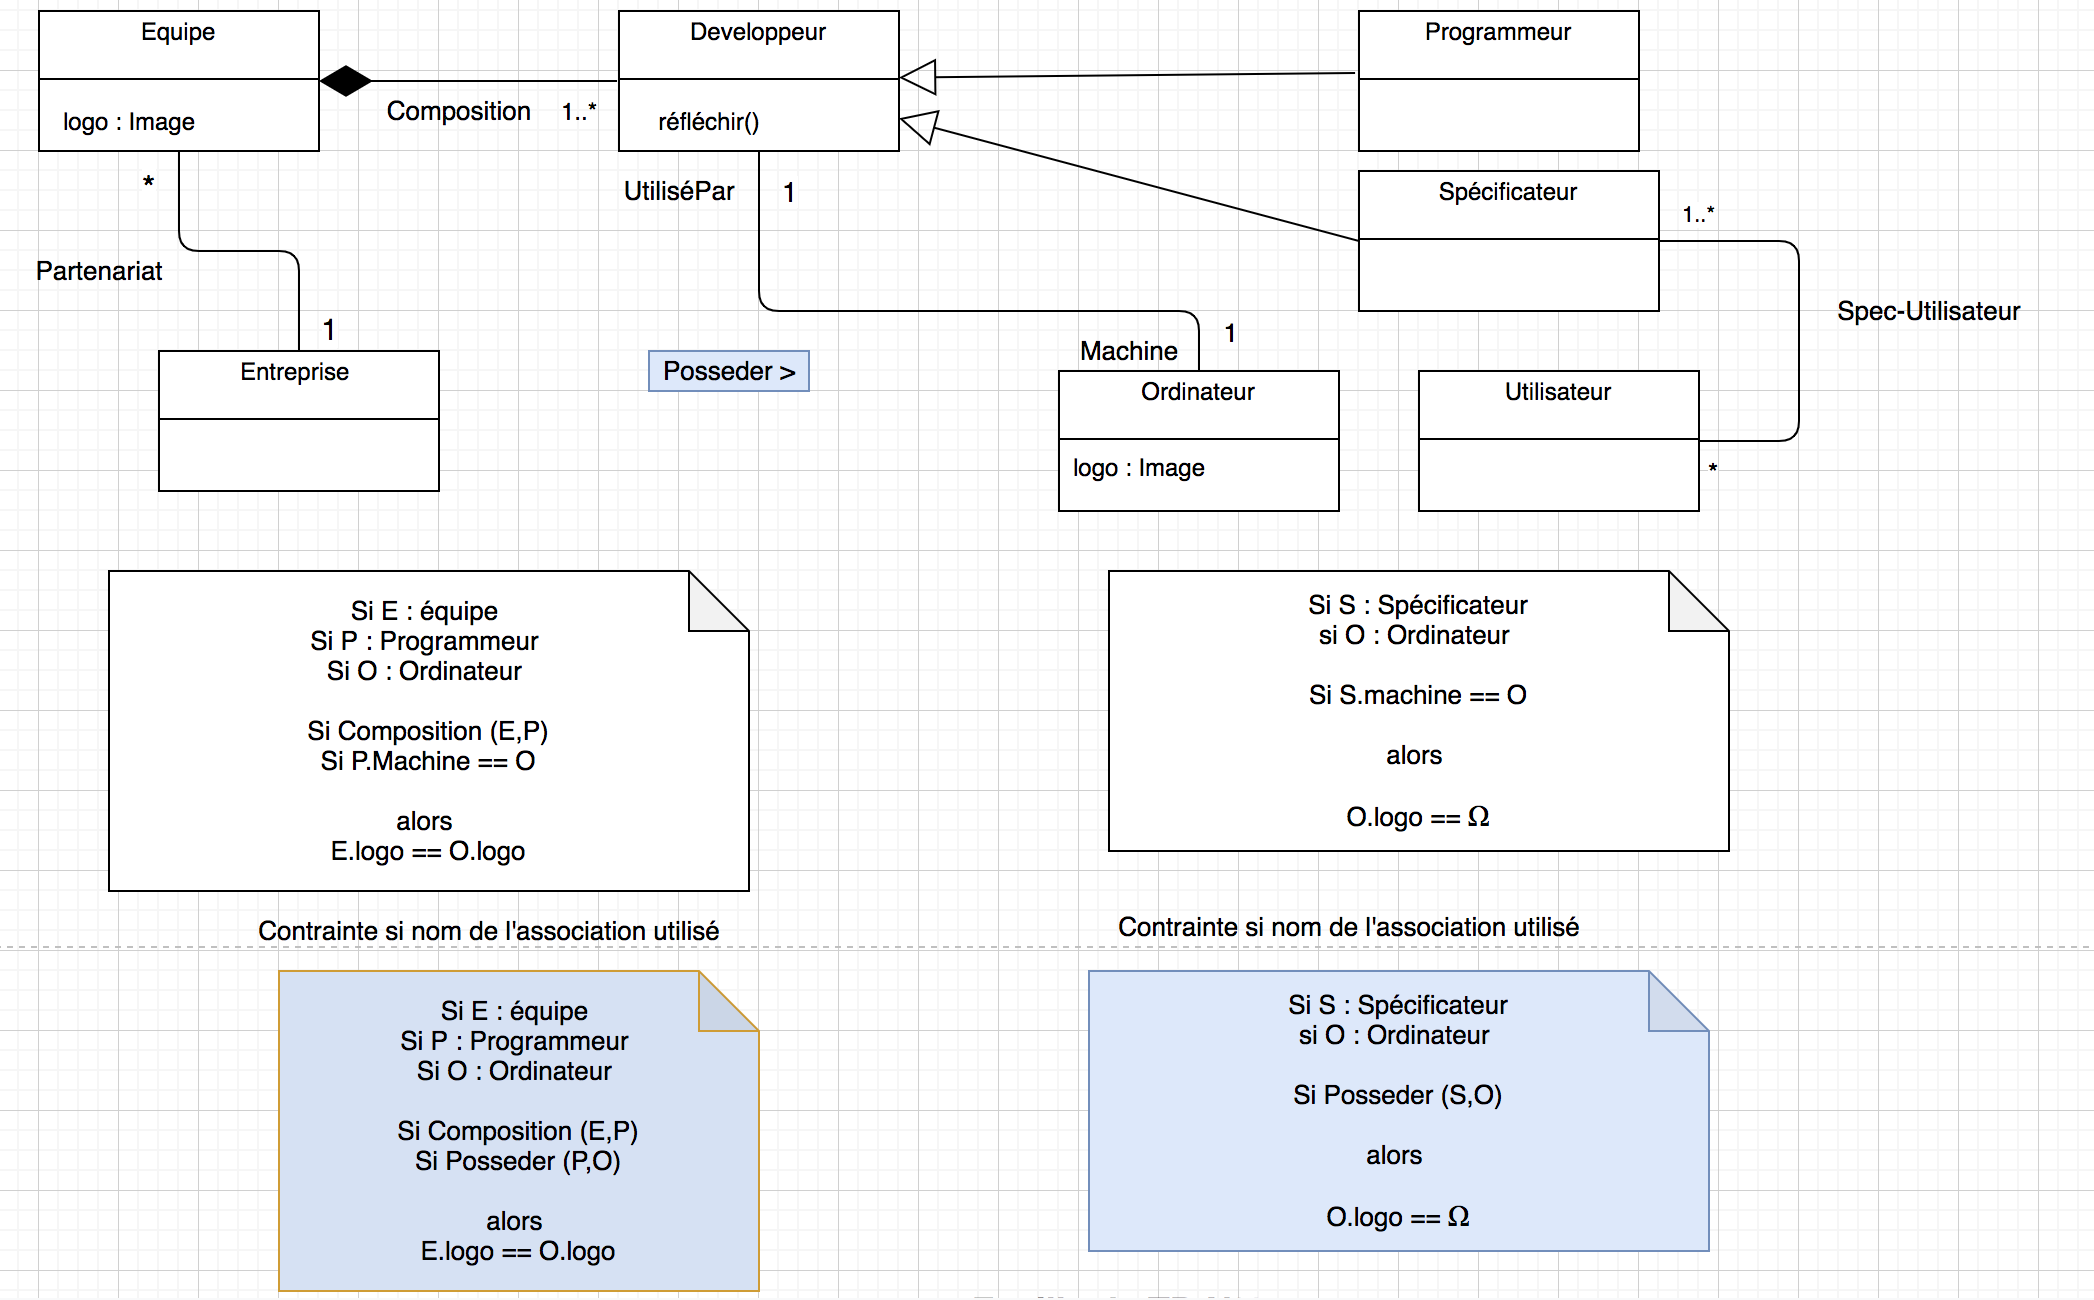 Equipe
logo : Image
Composition
1..*
Developpeur
réfléchir()
Programmeur
Spécificateur
1..*
*
UtiliséPar
1
Partenariat
1
Spec-Utilisateur
Machine
1
Entreprise
Posseder >
Ordinateur
logo : Image
Utilisateur
*
Si E : équipe
Si P : Programmeur
Si O : Ordinateur
Si Composition (E,P)
Si P.Machine == O
alors
E.logo == O.logo
Si S : Spécificateur
si O : Ordinateur
Si S.machine == O
alors
O.logo == Ω
Contrainte si nom de l'association utilisé
Contrainte si nom de l'association utilisé
Si E : équipe
Si P : Programmeur
Si O : Ordinateur
Si Composition (E,P)
Si Posseder (P,O)
alors
E.logo == O.logo
Si S : Spécificateur
si O : Ordinateur
Si Posseder (S,O)
alors
O.logo == Ω